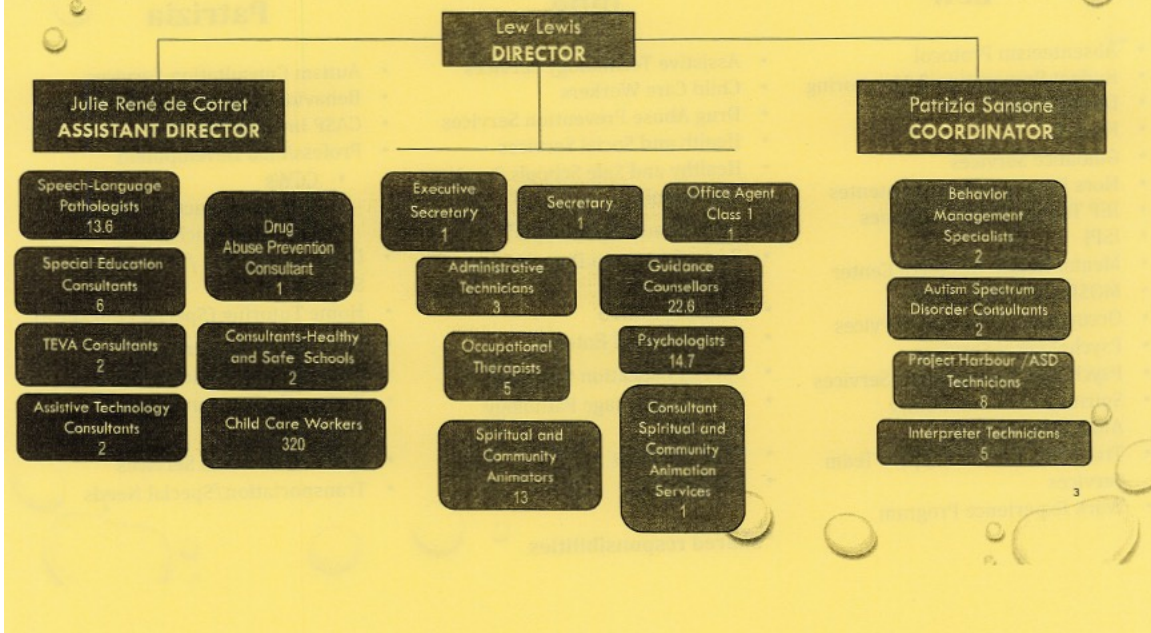 Lew Lewis
DIRECTOR
Julie René de Cotret
ASSISTANT DIRECTOR
Patrizia Sansone
COORDINATOR
Speech-Language
Pathologists
13.6
Drug
Abuse Prevention
Consultant
1
Special Education
Consultants
6
TEVA Consultants
2
Consultants-Healthy
and Safe Schools
2
Assistive Technology
Consultants
2
Child Care Workers
320
Executive
Secretary
1
Secretary
1
Office Agent
Class 1
1
Administrative
Technicians
3
Guidance
Counsellors
22.6
Occupational
Therapists
5
Psychologists
14.7
Spiritual and
Community
Animators
13
Consultant
Spiritual and
Community
Animation
Services
1
Behavior
Management
Specialists
2
Autism Spectrum
Disorder Consultants
2
Project Harbour /ASD
Technicians
8
Interpreter Technicians
5
3